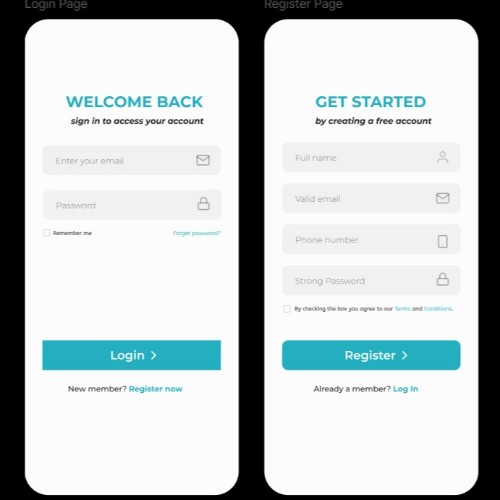 Login Page
WELCOME BACK
sign in to access your account
Enter your email
Password
Remember me
Forget password?
Login
New member? Register now
Register Page
GET STARTED
by creating a free account
Full name
Valid email
Phone number
Strong Password
By checking the box you agree to our Terms and Conditions.
Register
Already a member? Log In